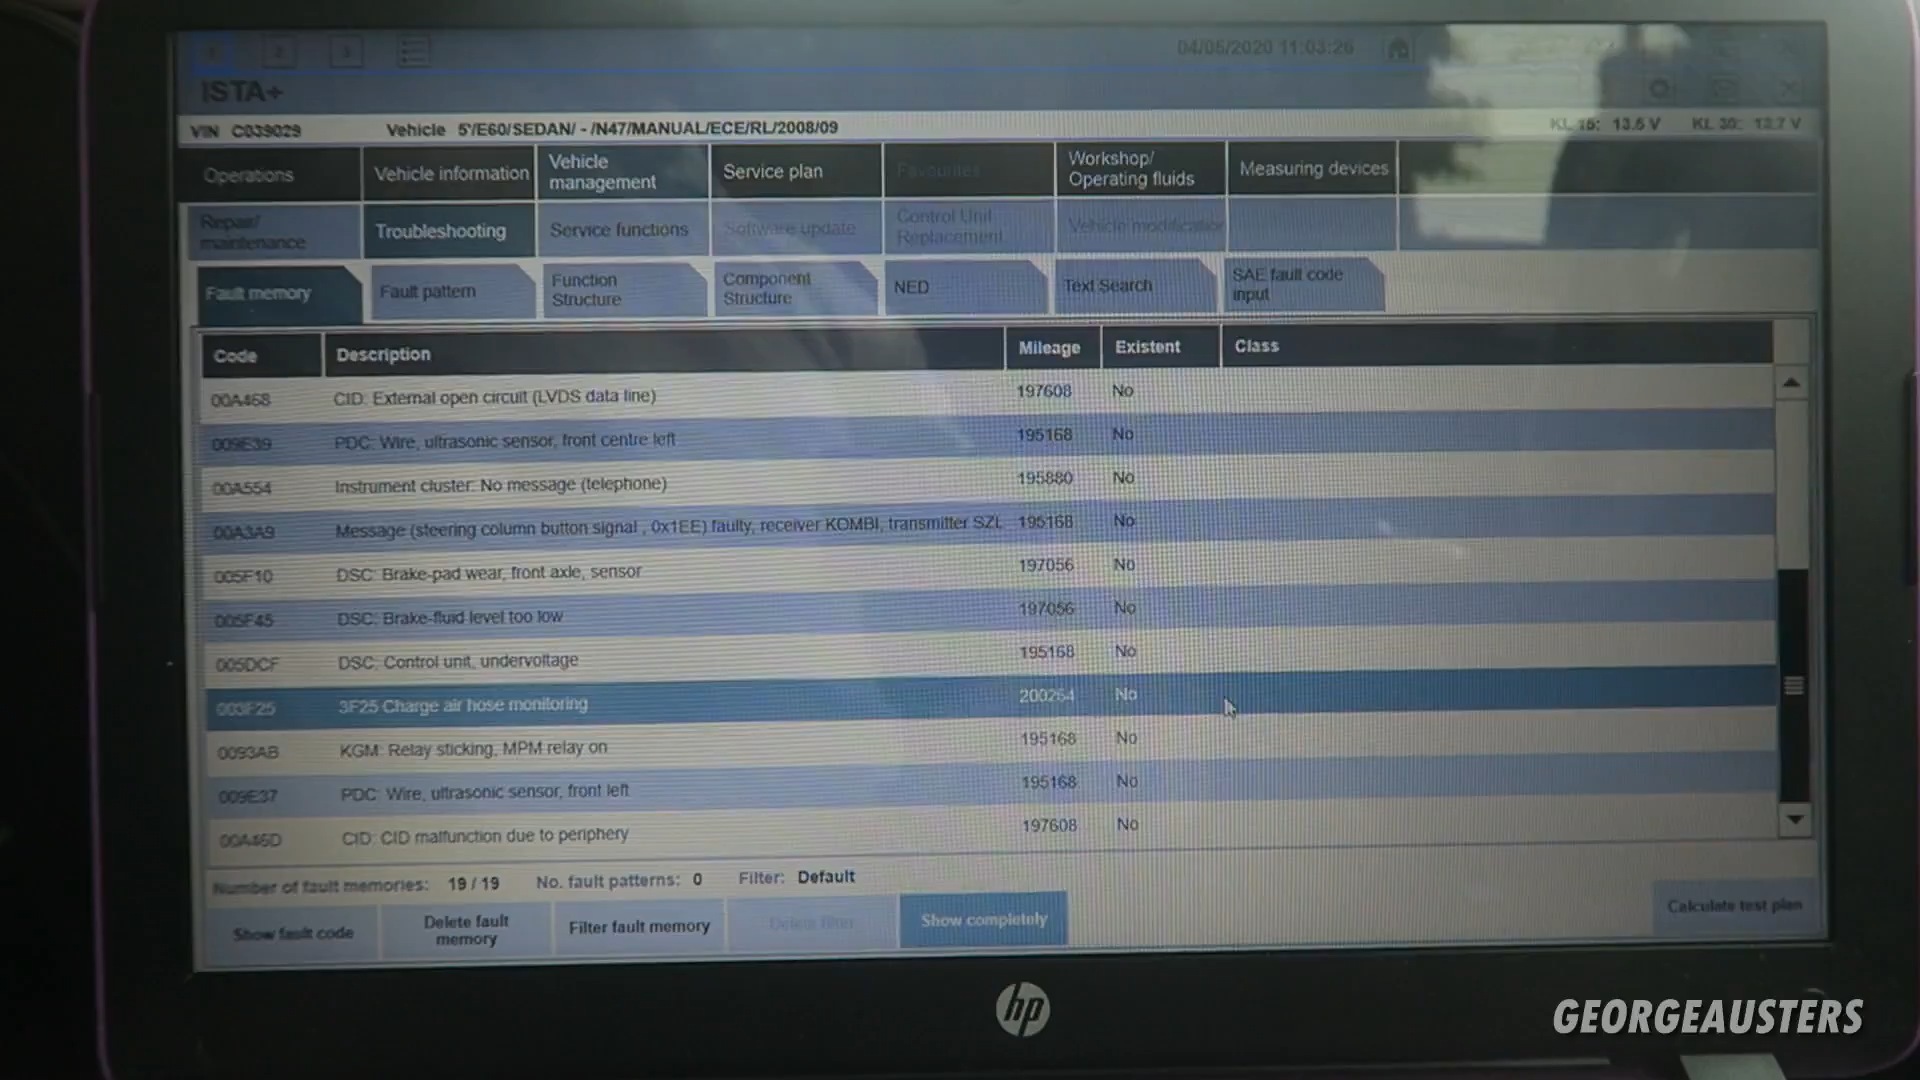 1 2 3 04/05/2020 11:03:26
ISTA+
VIN C039029 Vehicle 5'/E60/SEDAN/ - /N47/MANUAL/ECE/RL/2008/09 KL 15: 13.5 V KL 30: 13.7 V
Operations Vehicle information Vehicle management Service plan Favourites Workshop/ Operating fluids Measuring devices
Repair/ maintenance Troubleshooting Service functions Software update Control Unit Replacement Vehicle modification
Fault memory Fault pattern Function Structure Component Structure NED Text Search SAE fault code input
Code Description Mileage Existent Class
00A468 CID: External open circuit (LVDS data line) 197608 No
009E39 PDC: Wire, ultrasonic sensor, front centre left 195168 No
00A554 Instrument cluster: No message (telephone) 195880 No
00A3A9 Message (steering column button signal , 0x1EE) faulty, receiver KOMBI, transmitter SZL 195168 No
005F10 DSC: Brake-pad wear, front axle, sensor 197056 No
005F45 DSC: Brake-fluid level too low 197056 No
005DCF DSC: Control unit, undervoltage 195168 No
003F25 3F25 Charge air hose monitoring 200264 No
0093AB KGM: Relay sticking, MPM relay on 195168 No
009E37 PDC: Wire, ultrasonic sensor, front left 195168 No
00A46D CID: CID malfunction due to periphery 197608 No
Number of fault memories: 19 / 19 No. fault patterns: 0 Filter: Default
Show fault code Delete fault memory Filter fault memory Delete filter Show completely Calculate test plan
hp
GEORGEAUSTERS